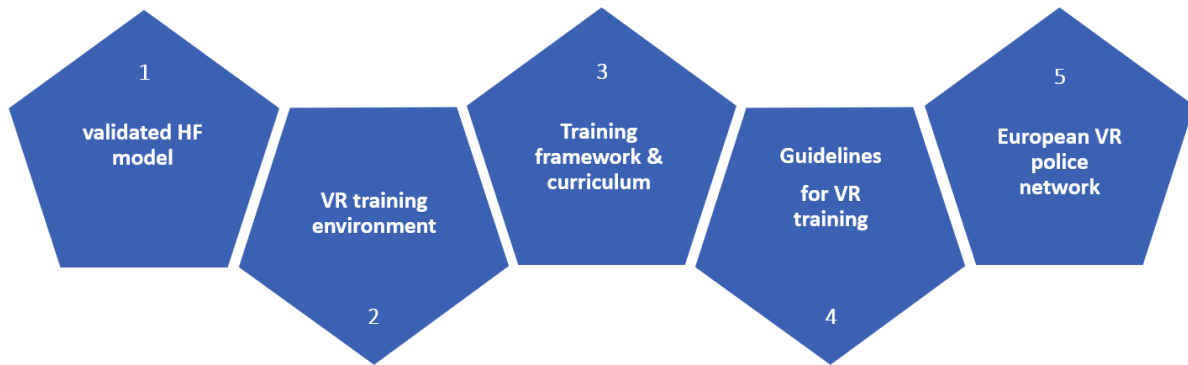 1
validated HF
model
VR training
environment
2
3
Training
framework &
curriculum
Guidelines
for VR
training
4
5
European VR
police
network